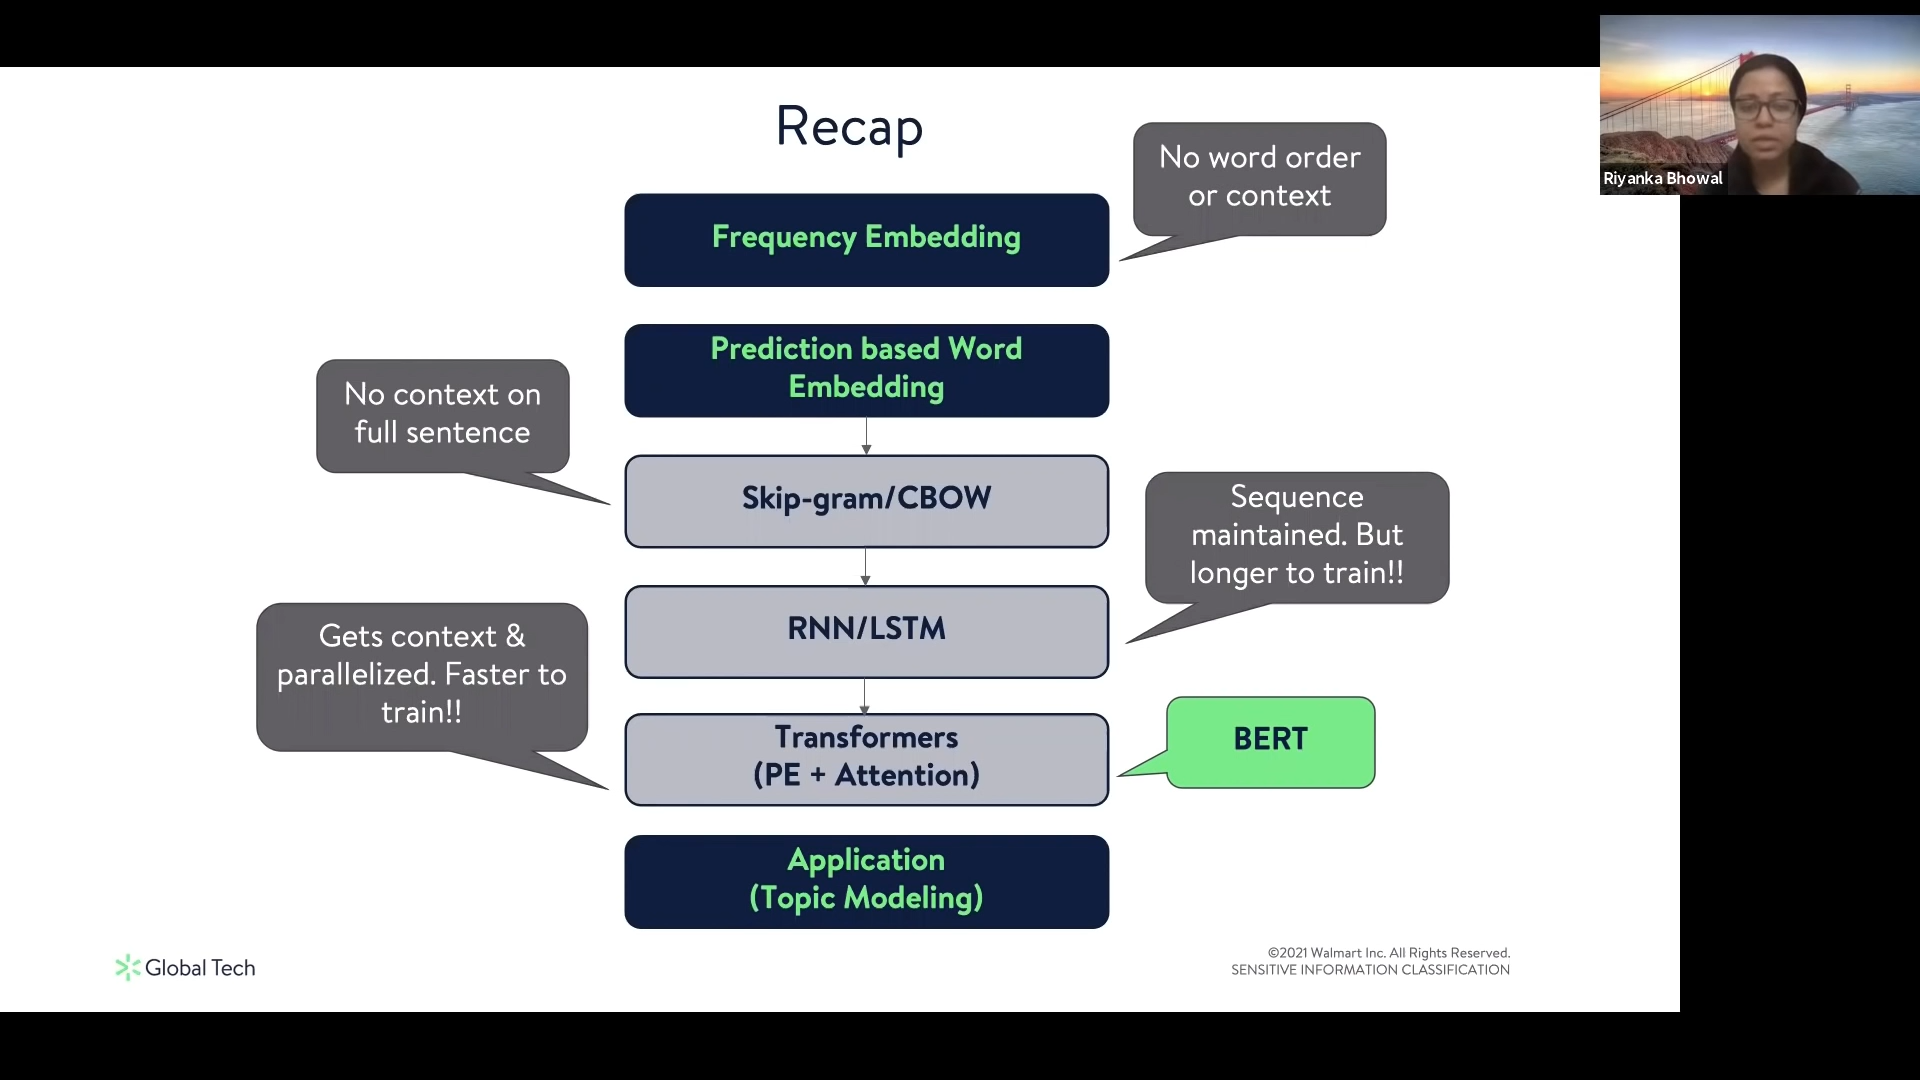 Recap
No word order
or context
Riyanka Bhowal
Frequency Embedding
Prediction based Word
Embedding
No context on
full sentence
Skip-gram/CBOW
Sequence
maintained. But
longer to train!!
RNN/LSTM
Gets context &
parallelized. Faster to
train!!
Transformers
(PE + Attention)
BERT
Application
(Topic Modeling)
Global Tech
©2021 Walmart Inc. All Rights Reserved.
SENSITIVE INFORMATION CLASSIFICATION